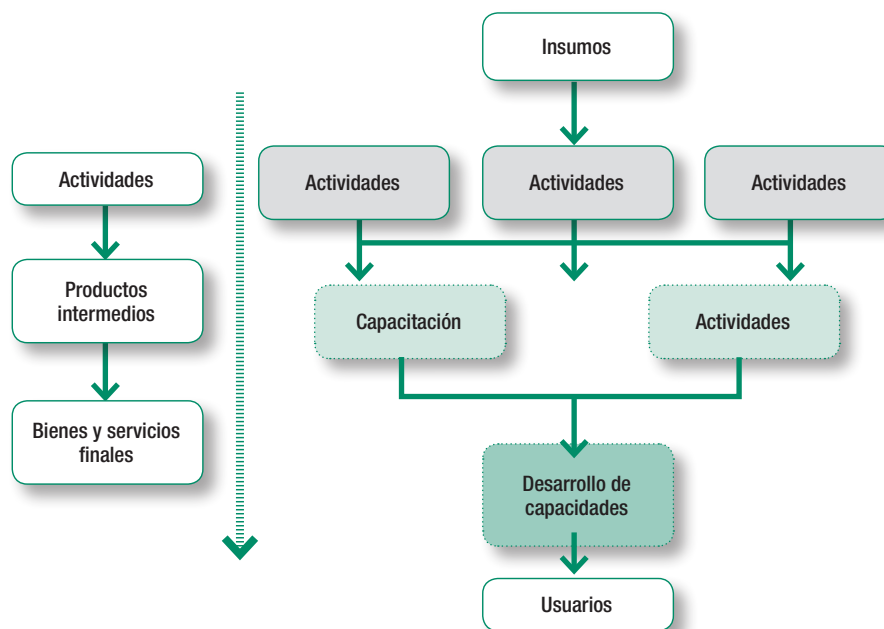 Insumos
Actividades
Actividades
Actividades
Actividades
Productos
intermedios
Capacitación
Actividades
Bienes y servicios
finales
Desarrollo de
capacidades
Usuarios